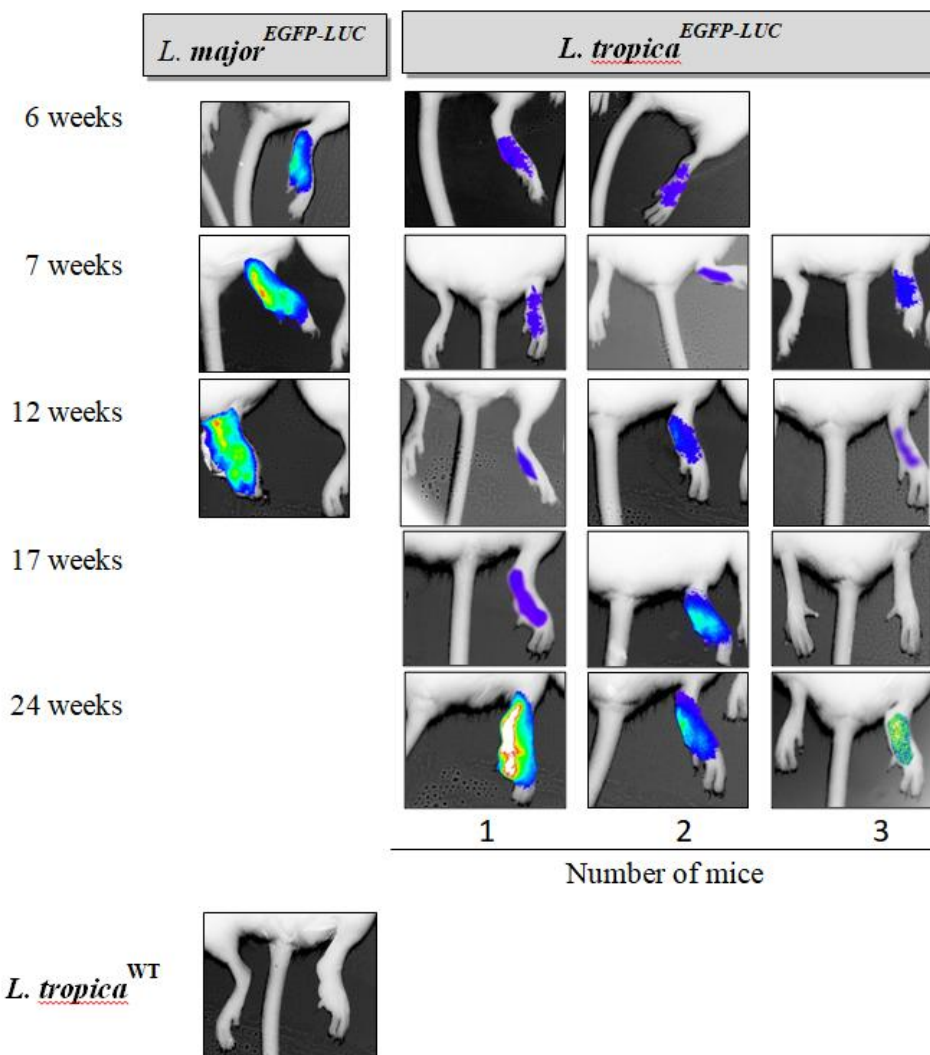 L. major EGFP-LUC
L. tropica EGFP-LUC
6 weeks
7 weeks
12 weeks
17 weeks
24 weeks
1 2 3
Number of mice
L. tropica WT